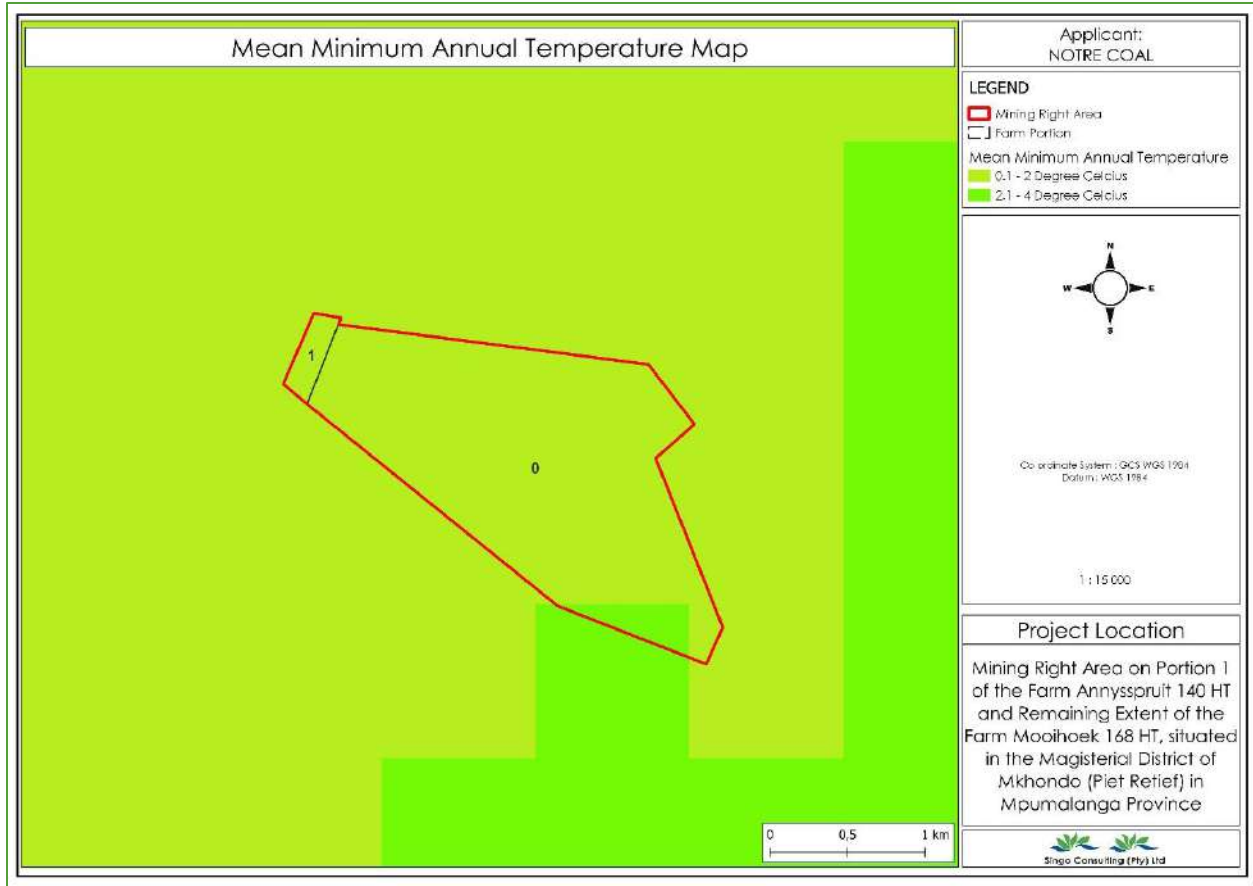 Mean Minimum Annual Temperature Map
1
0
0
0,5
1 km
Applicant:
NOTRE COAL
LEGEND
Mining Right Area
Farm Portion
Mean Minimum Annual Temperature
0.1 - 2 Degree Celcius
2.1 - 4 Degree Celcius
N
W
E
S
Co ordinate System : GCS WGS 1984
Datum : WGS 1984
1 : 15 000
Project Location
Mining Right Area on Portion 1
of the Farm Annysspruit 140 HT
and Remaining Extent of the
Farm Mooihoek 168 HT, situated
in the Magisterial District of
Mkhondo (Piet Retief) in
Mpumalanga Province
Singo Consulting (Pty) Ltd